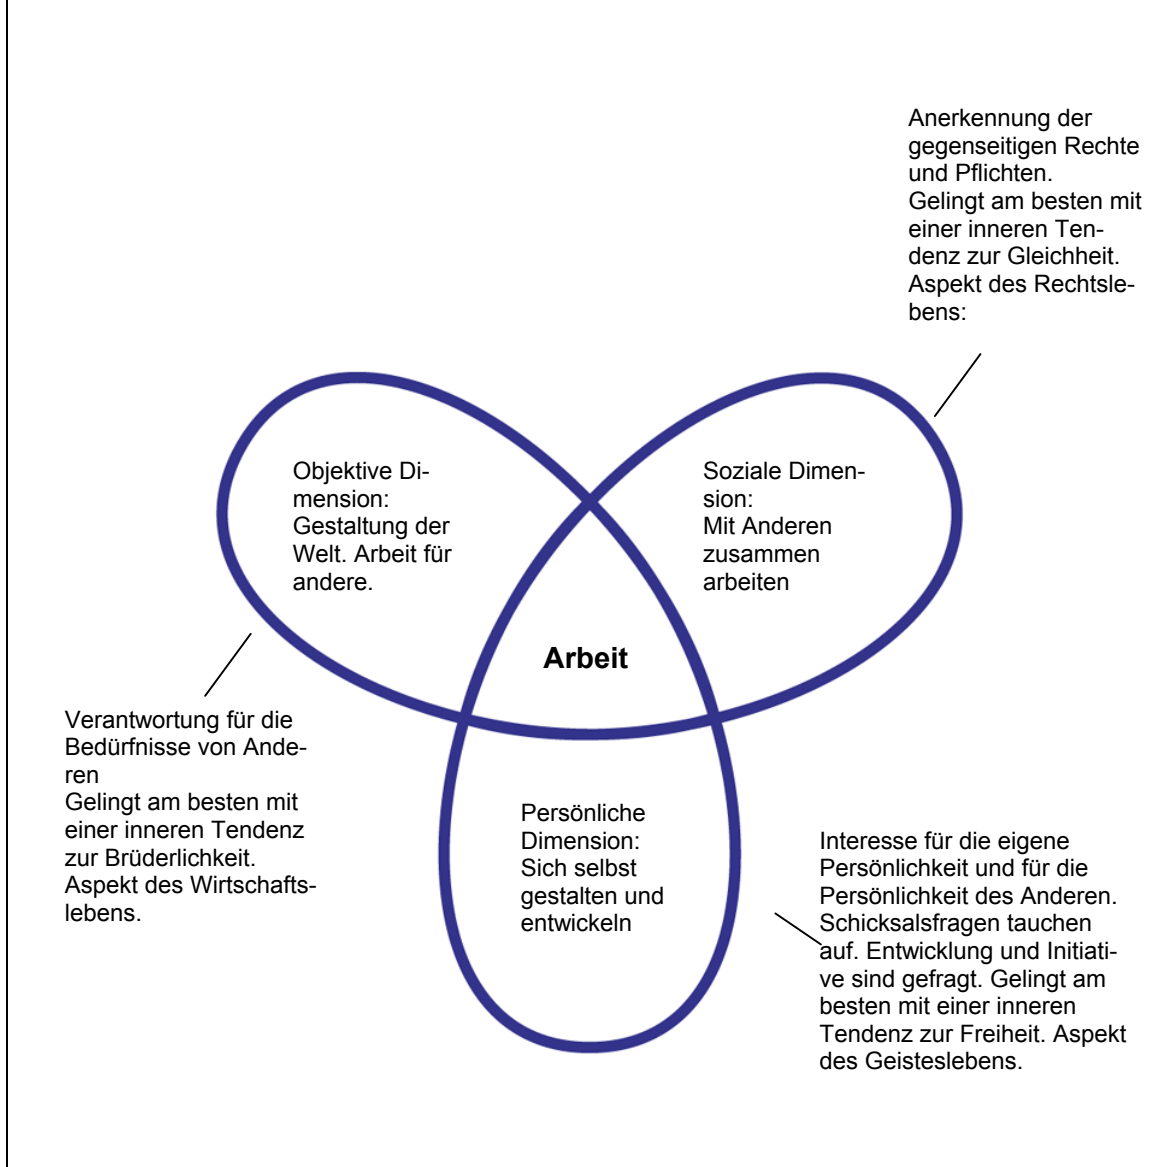 Anerkennung der
gegenseitigen Rechte
und Pflichten.
Gelingt am besten mit
einer inneren Ten-
denz zur Gleichheit.
Aspekt des Rechtsle-
bens:
Objektive Di-
mension:
Gestaltung der
Welt. Arbeit für
andere.
Soziale Dimen-
sion:
Mit Anderen
zusammen
arbeiten
Arbeit
Verantwortung für die
Bedürfnisse von Ande-
ren
Gelingt am besten mit
einer inneren Tendenz
zur Brüderlichkeit.
Aspekt des Wirtschafts-
lebens.
Persönliche
Dimension:
Sich selbst
gestalten und
entwickeln
Interesse für die eigene
Persönlichkeit und für die
Persönlichkeit des Anderen.
Schicksalsfragen tauchen
auf. Entwicklung und Initiati-
ve sind gefragt. Gelingt am
besten mit einer inneren
Tendenz zur Freiheit. Aspekt
des Geisteslebens.